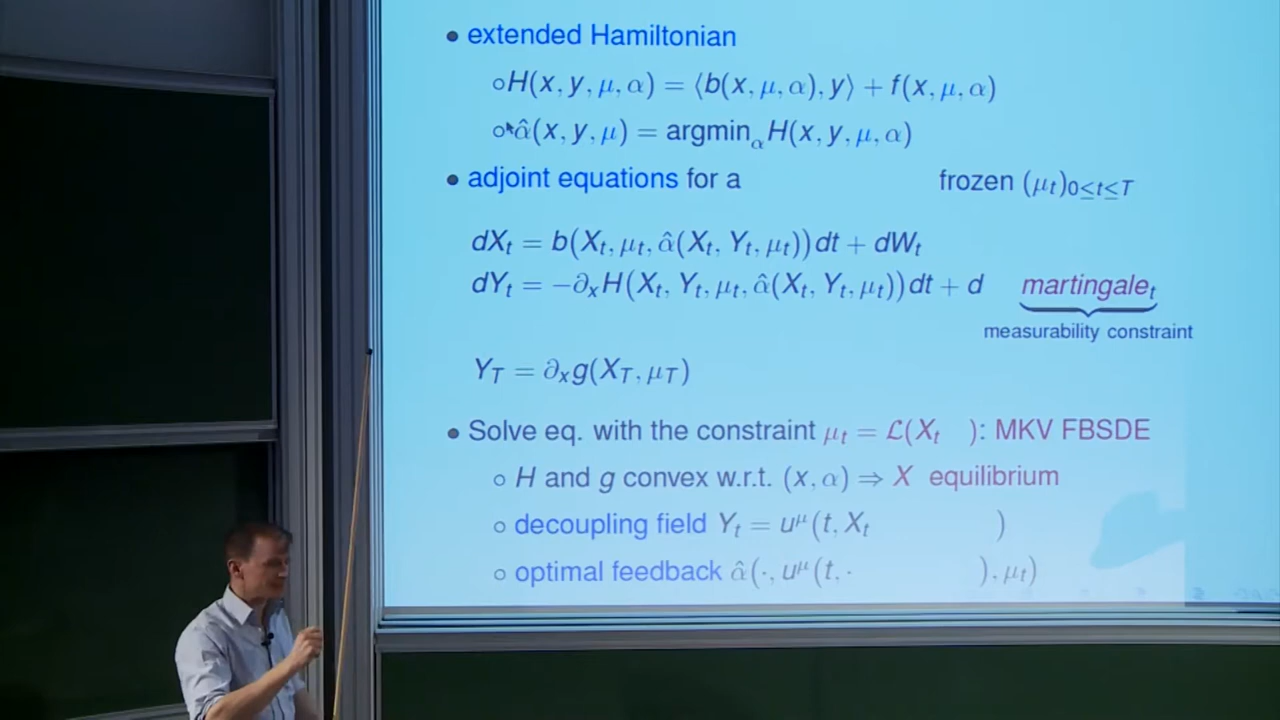 • extended Hamiltonian
○ H(x, y, μ, α) = ⟨b(x, μ, α), y⟩ + f(x, μ, α)
○ α̂(x, y, μ) = argmin_α H(x, y, μ, α)
• adjoint equations for a frozen (μ_t)_{0≤t≤T}
dX_t = b(X_t, μ_t, α̂(X_t, Y_t, μ_t))dt + dW_t
dY_t = −∂_xH(X_t, Y_t, μ_t, α̂(X_t, Y_t, μ_t))dt + d martingale_t
measurability constraint
Y_T = ∂_xg(X_T, μ_T)
• Solve eq. with the constraint μ_t = ℒ(X_t ): MKV FBSDE
○ H and g convex w.r.t. (x, α) ⇒ X equilibrium
○ decoupling field Y_t = u^μ(t, X_t )
○ optimal feedback α̂(·, u^μ(t, · ), μ_t)